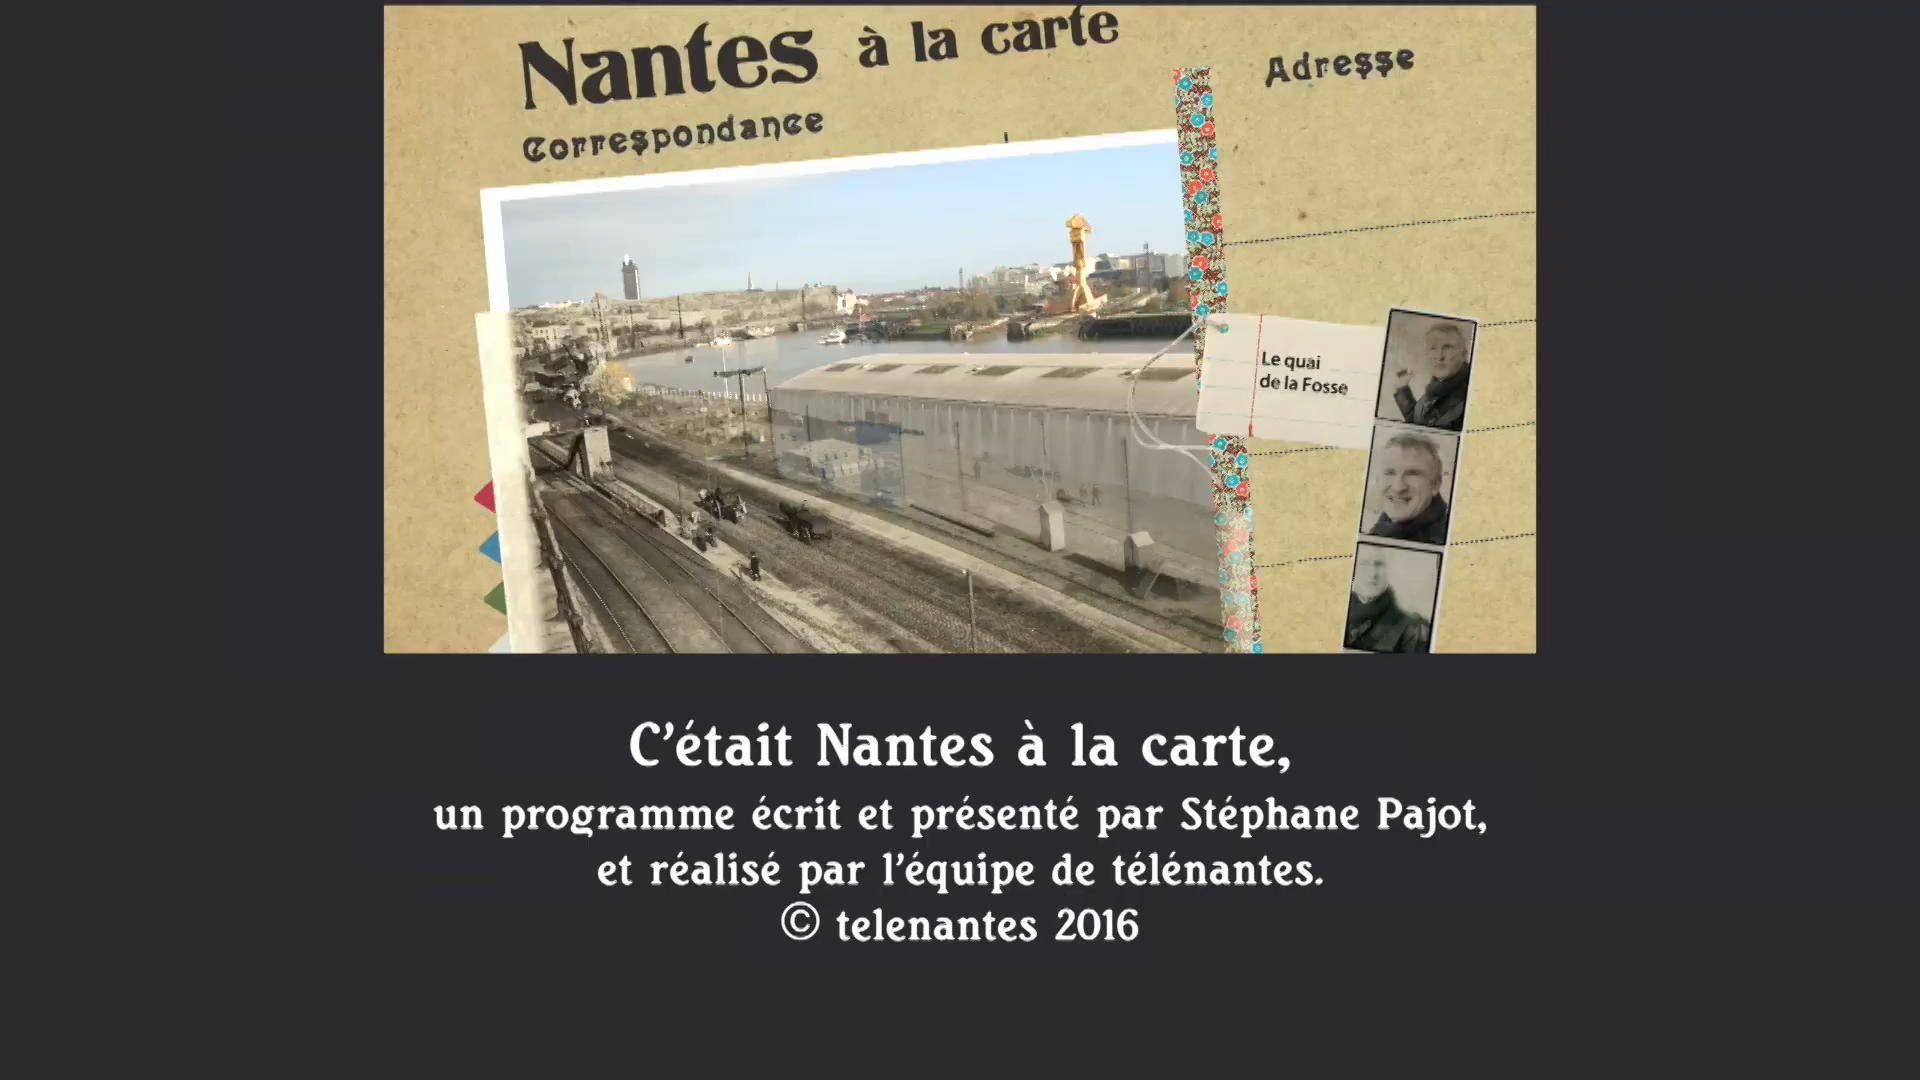 Nantes à la carte
Correspondance
Adresse
Le quai
de la Fosse
C'était Nantes à la carte,
un programme écrit et présenté par Stéphane Pajot,
et réalisé par l'équipe de télénantes.
© telenantes 2016